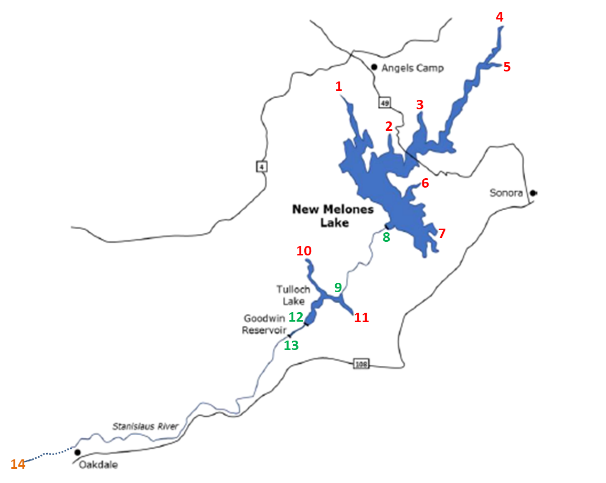 4
5
Angels Camp
1
49
3
2
4
6
Sonora
New Melones
Lake
7
8
10
9
Tulloch
Lake
12
11
Goodwin
Reservoir
13
108
Stanislaus River
14
Oakdale